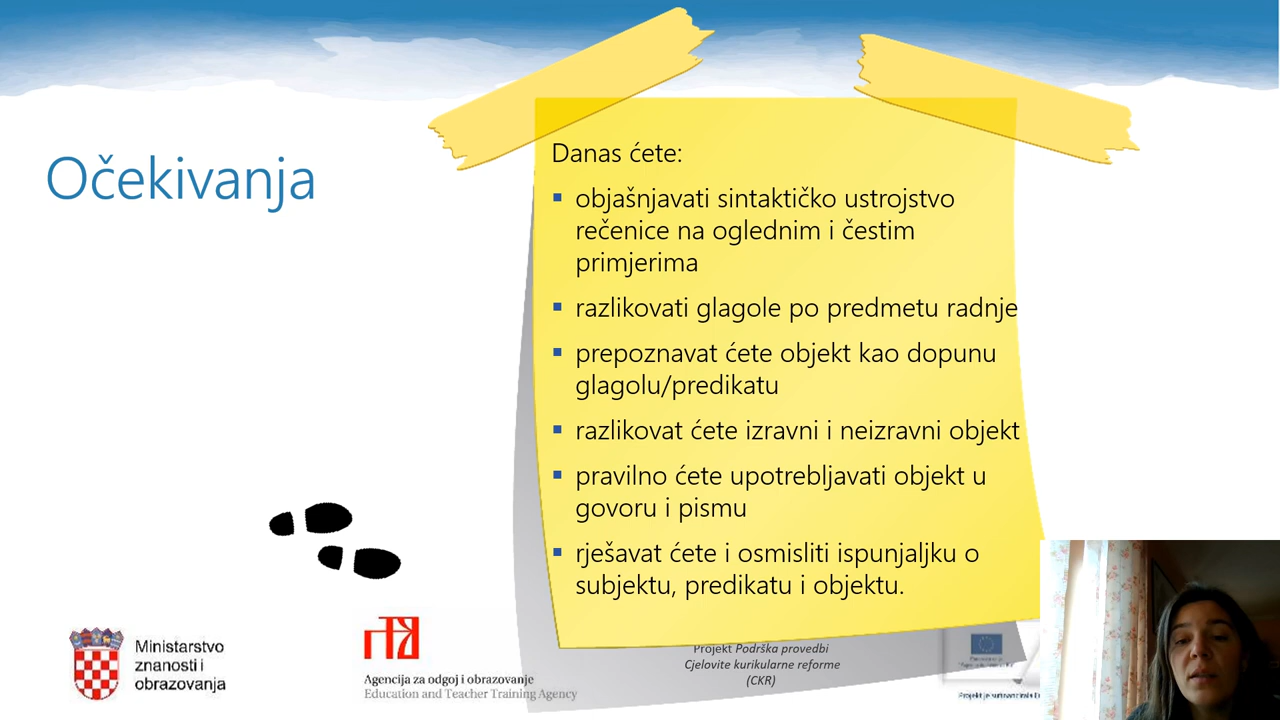 Očekivanja
Danas ćete:
objašnjavati sintaktičko ustrojstvo
rečenice na oglednim i čestim
primjerima
razlikovati glagole po predmetu radnje
prepoznavat ćete objekt kao dopunu
glagolu/predikatu
razlikovat ćete izravni i neizravni objekt
pravilno ćete upotrebljavati objekt u
govoru i pismu
rješavat ćete i osmisliti ispunjaljku o
subjektu, predikatu i objektu.
Ministarstvo
znanosti i
obrazovanja
Agencija za odgoj i obrazovanje
Education and Teacher Training Agency
Projekt Podrška provedbi
Cjelovite kurikularne reforme
(CKR)
Projekt je sufinancirala